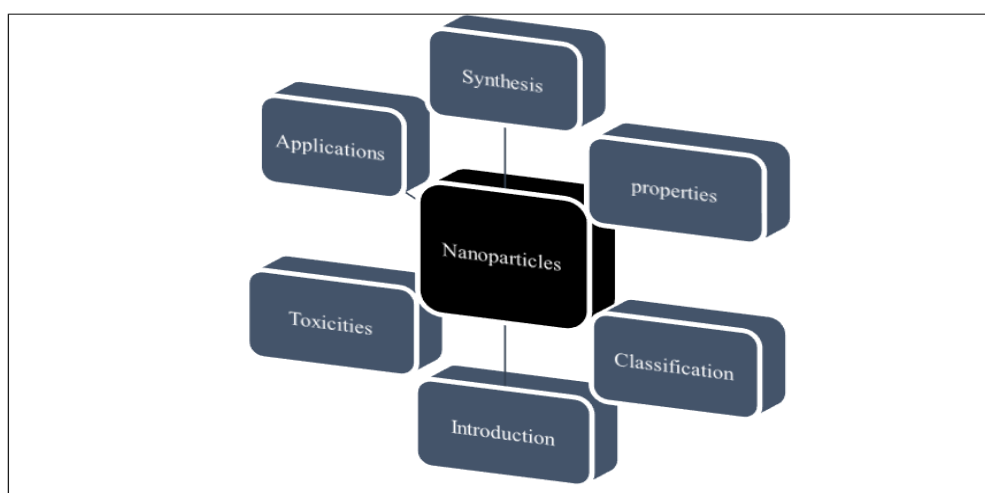 Synthesis
Applications
properties
Nanoparticles
Toxicities
Classification
Introduction